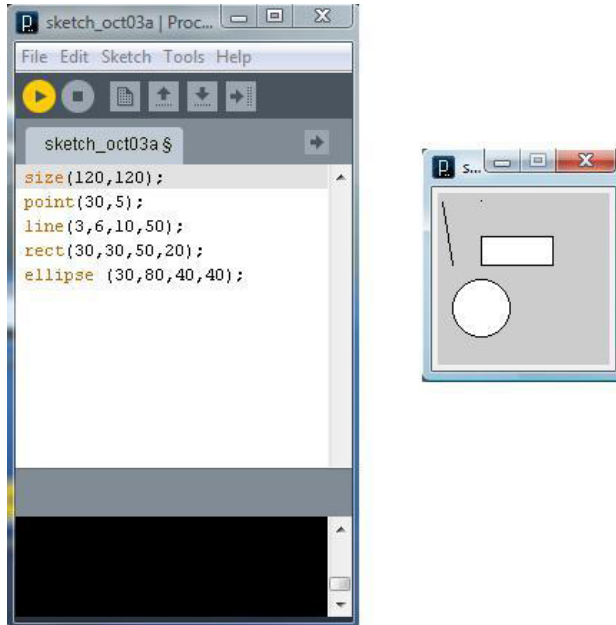 sketch_oct03a | Proc...
File Edit Sketch Tools Help
sketch_oct03a §
size(120,120);
point(30,5);
line(3,6,10,50);
rect(30,30,50,20);
ellipse (30,80,40,40);
s...